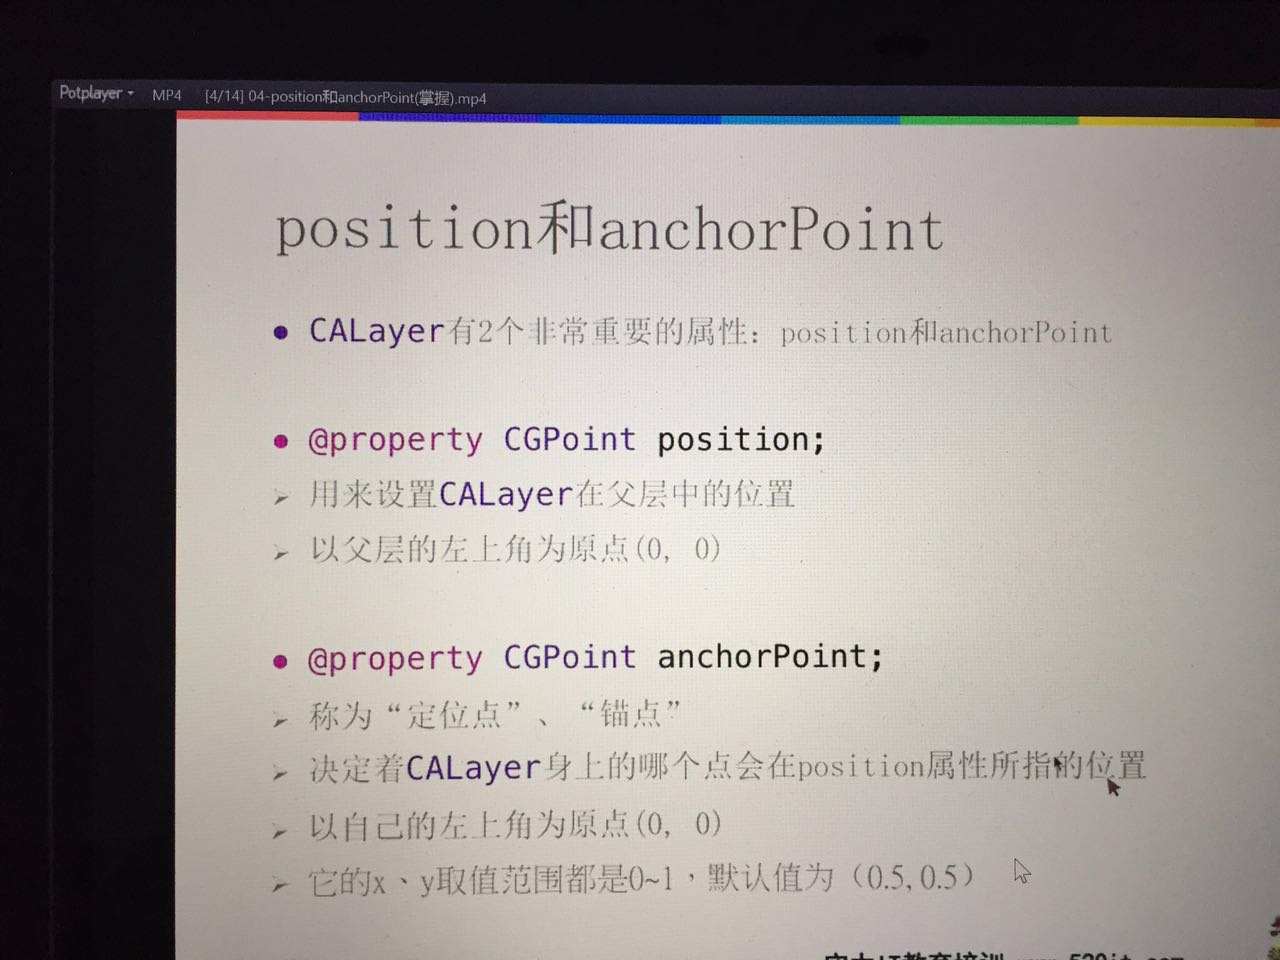 Potplayer MP4 [4/14] 04-position和anchorPoint(掌握).mp4
position和anchorPoint
CALayer有2个非常重要的属性：position和anchorPoint
@property CGPoint position;
用来设置CALayer在父层中的位置
以父层的左上角为原点(0, 0)
@property CGPoint anchorPoint;
称为“定位点”、“锚点”
决定着CALayer身上的哪个点会在position属性所指的位置
以自己的左上角为原点(0, 0)
它的x、y取值范围都是0~1，默认值为（0.5, 0.5）